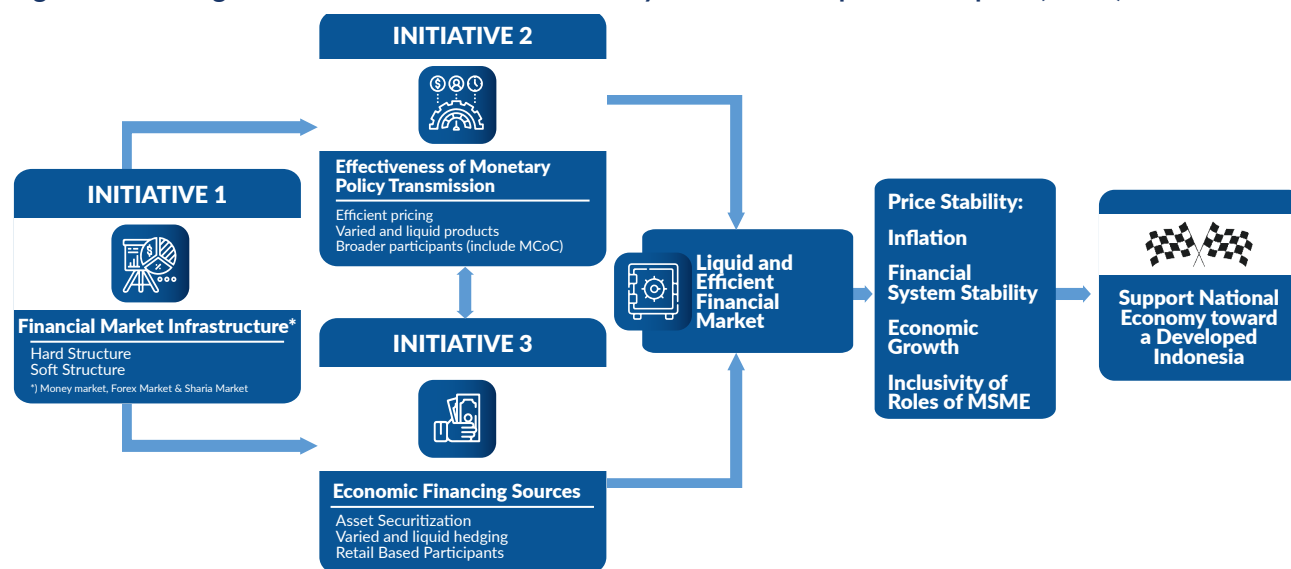 INITIATIVE 1
Financial Market Infrastructure*
Hard Structure
Soft Structure
*) Money market, Forex Market & Sharia Market
INITIATIVE 2
Effectiveness of Monetary
Policy Transmission
Efficient pricing
Varied and liquid products
Broader participants (include MCoC)
INITIATIVE 3
Economic Financing Sources
Asset Securitization
Varied and liquid hedging
Retail Based Participants
Liquid and
Efficient
Financial
Market
Price Stability:
Inflation
Financial
System Stability
Economic
Growth
Inclusivity of
Roles of MSME
Support National
Economy toward
a Developed
Indonesia